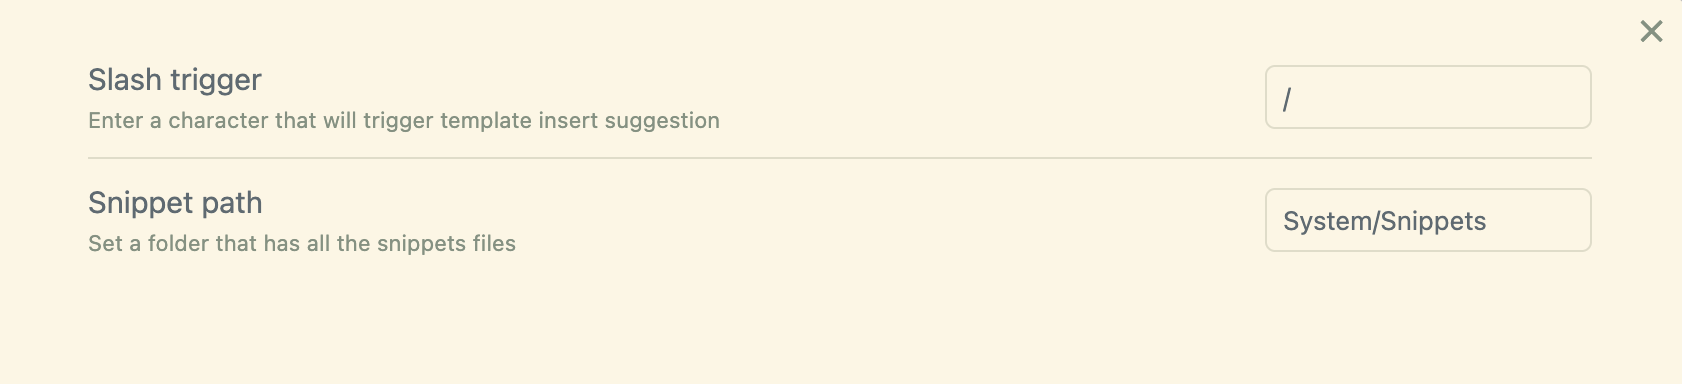 Slash trigger
Enter a character that will trigger template insert suggestion
/
Snippet path
Set a folder that has all the snippets files
System/Snippets